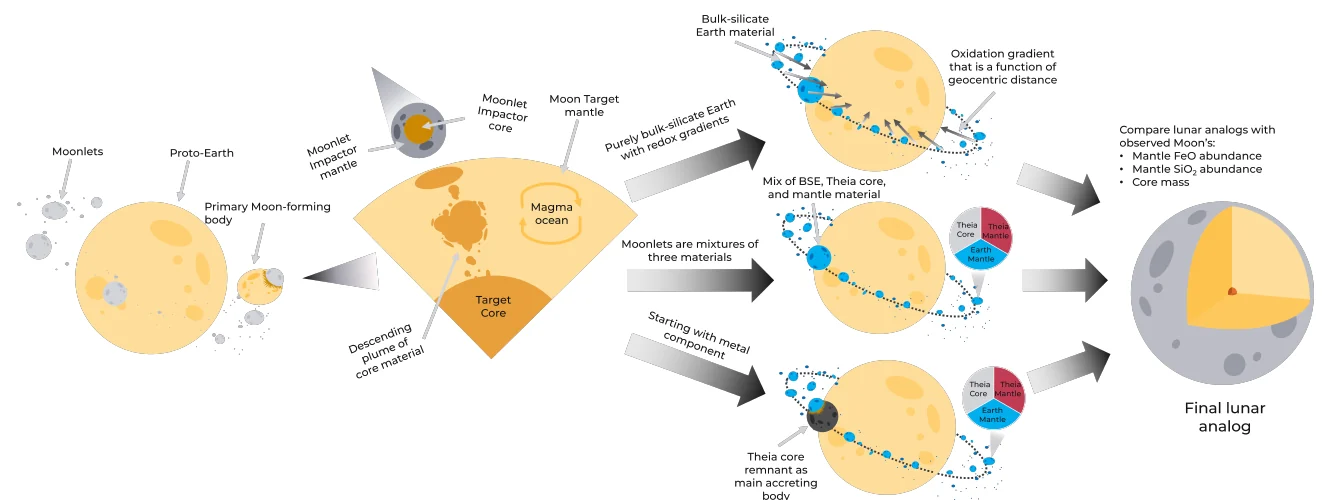 Moonlets
Proto-Earth
Primary Moon-forming
body
Moonlet
Impactor
mantle
Moonlet
Impactor
core
Moon Target
mantle
Magma
ocean
Target
Core
Descending
plume of
core material
Purely bulk-silicate Earth
with redox gradients
Moonlets are mixtures of
three materials
Starting with metal
component
Bulk-silicate
Earth material
Oxidation gradient
that is a function of
geocentric distance
Mix of BSE, Theia core,
and mantle material
Theia
Core
Theia
Mantle
Earth
Mantle
Theia
Core
Theia
Mantle
Earth
Mantle
Theia core
remnant as
main accreting
body
Compare lunar analogs with
observed Moon's:
• Mantle FeO abundance
• Mantle SiO₂ abundance
• Core mass
Final lunar
analog